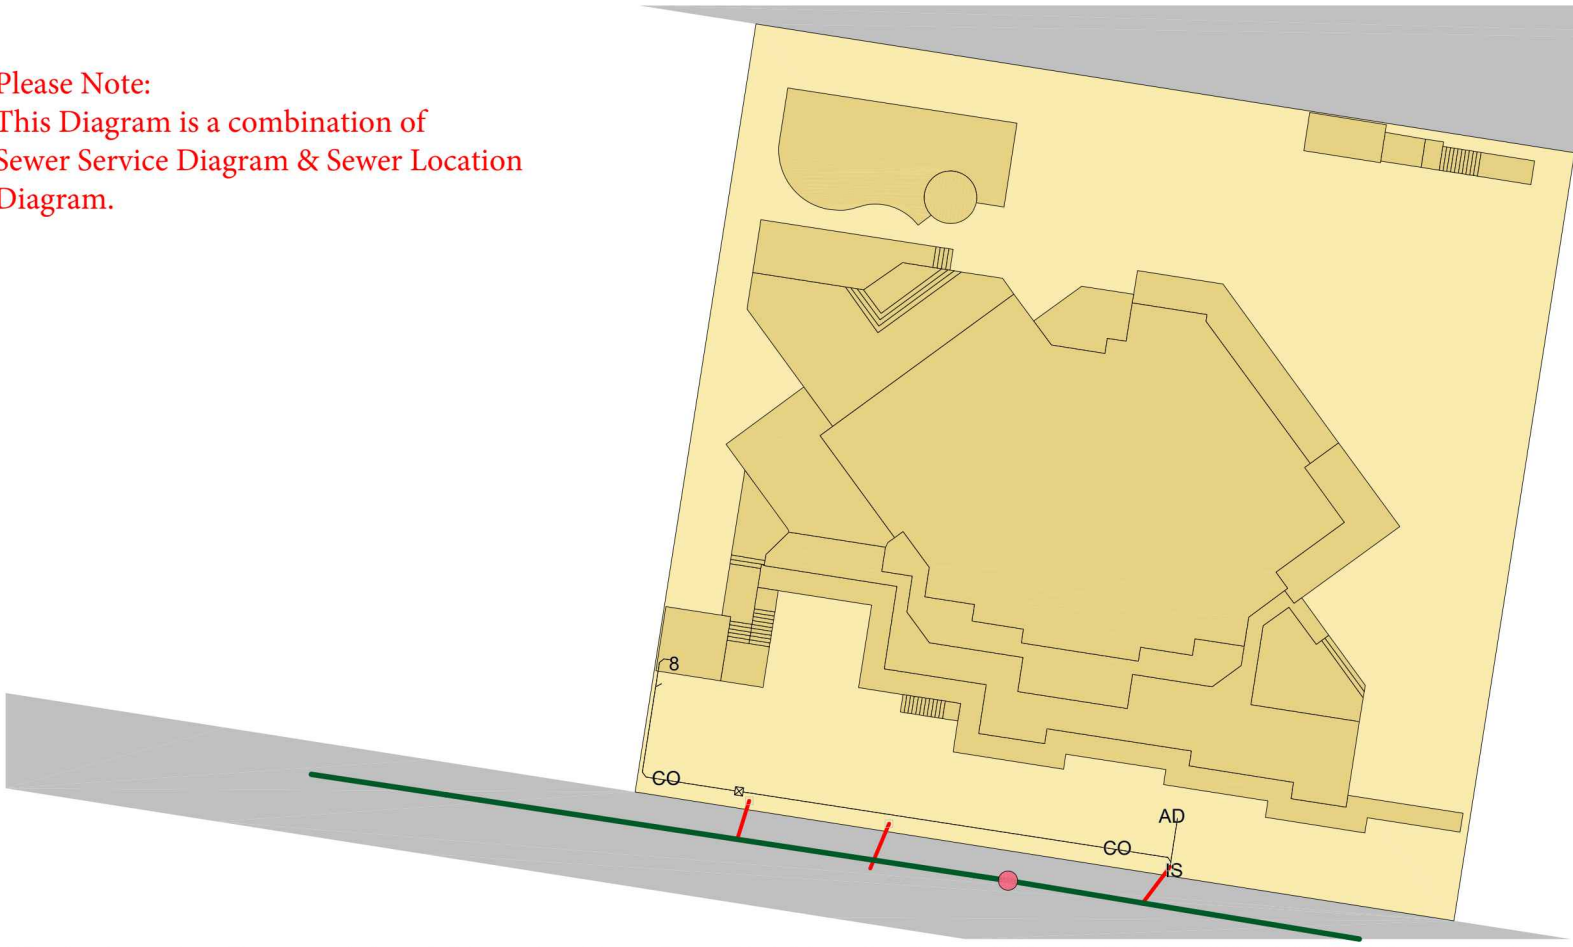 Please Note:
This Diagram is a combination of
Sewer Service Diagram & Sewer Location
Diagram.
8
CO
AD
CO
IS